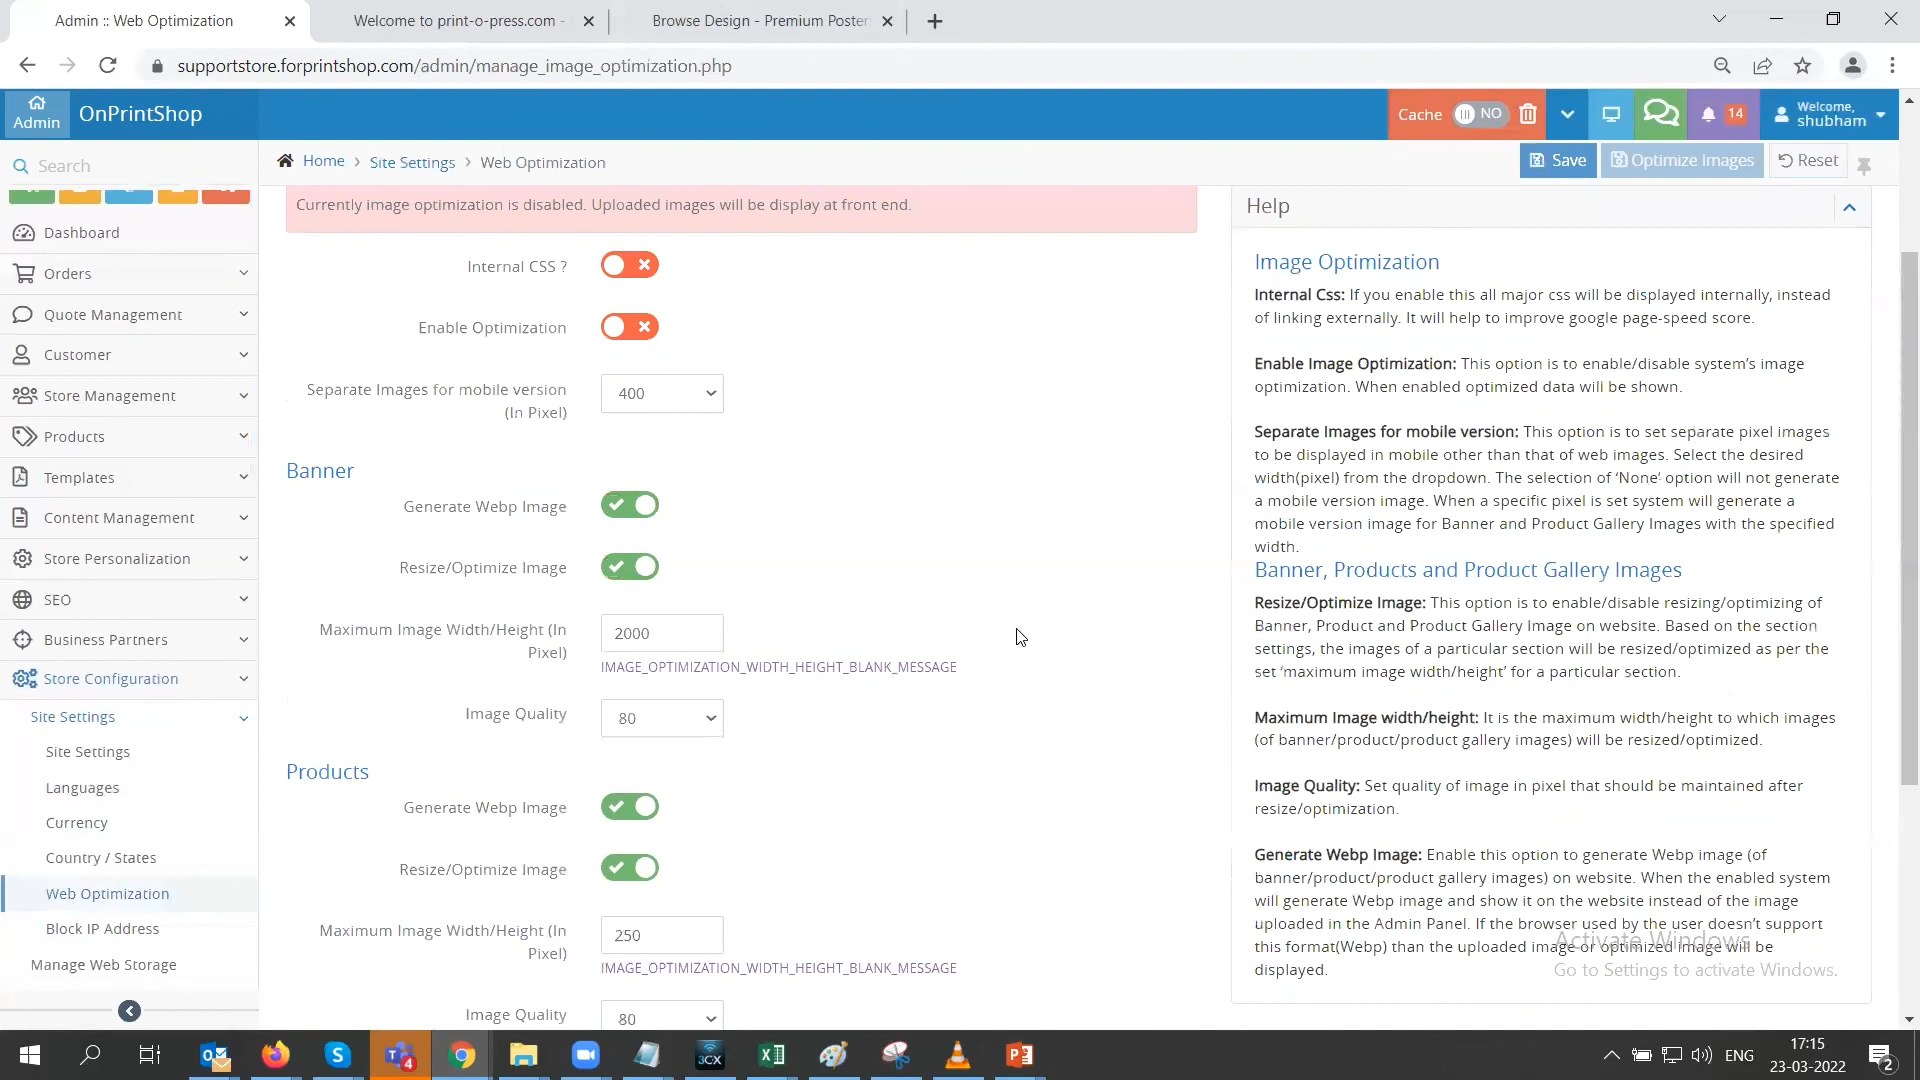 Admin :: Web Optimization
Welcome to print-o-press.com -
Browse Design - Premium Poster
supportstore.forprintshop.com/admin/manage_image_optimization.php
Admin
OnPrintShop
Cache
NO
14
Welcome,
shubham
Search
Home
Site Settings
Web Optimization
Save
Optimize Images
Reset
Dashboard
Orders
Quote Management
Customer
Store Management
Products
Templates
Content Management
Store Personalization
SEO
Business Partners
Store Configuration
Site Settings
Site Settings
Languages
Currency
Country / States
Web Optimization
Block IP Address
Manage Web Storage
Currently image optimization is disabled. Uploaded images will be display at front end.
Internal CSS ?
Enable Optimization
Separate Images for mobile version
(In Pixel)
400
Banner
Generate Webp Image
Resize/Optimize Image
Maximum Image Width/Height (In
Pixel)
2000
IMAGE_OPTIMIZATION_WIDTH_HEIGHT_BLANK_MESSAGE
Image Quality
80
Products
Generate Webp Image
Resize/Optimize Image
Maximum Image Width/Height (In
Pixel)
250
IMAGE_OPTIMIZATION_WIDTH_HEIGHT_BLANK_MESSAGE
Image Quality
80
Help
Image Optimization
Internal Css: If you enable this all major css will be displayed internally, instead
of linking externally. It will help to improve google page-speed score.
Enable Image Optimization: This option is to enable/disable system's image
optimization. When enabled optimized data will be shown.
Separate Images for mobile version: This option is to set separate pixel images
to be displayed in mobile other than that of web images. Select the desired
width(pixel) from the dropdown. The selection of 'None' option will not generate
a mobile version image. When a specific pixel is set system will generate a
mobile version image for Banner and Product Gallery Images with the specified
width.
Banner, Products and Product Gallery Images
Resize/Optimize Image: This option is to enable/disable resizing/optimizing of
Banner, Product and Product Gallery Image on website. Based on the section
settings, the images of a particular section will be resized/optimized as per the
set 'maximum image width/height' for a particular section.
Maximum Image width/height: It is the maximum width/height to which images
(of banner/product/product gallery images) will be resized/optimized.
Image Quality: Set quality of image in pixel that should be maintained after
resize/optimization.
Generate Webp Image: Enable this option to generate Webp image (of
banner/product/product gallery images) on website. When the enabled system
will generate Webp image and show it on the website instead of the image
uploaded in the Admin Panel. If the browser used by the user doesn't support
this format(Webp) than the uploaded image or optimized image will be
displayed.
Activate Windows
Go to Settings to activate Windows.
4
3CX
ENG
17:15
23-03-2022
2